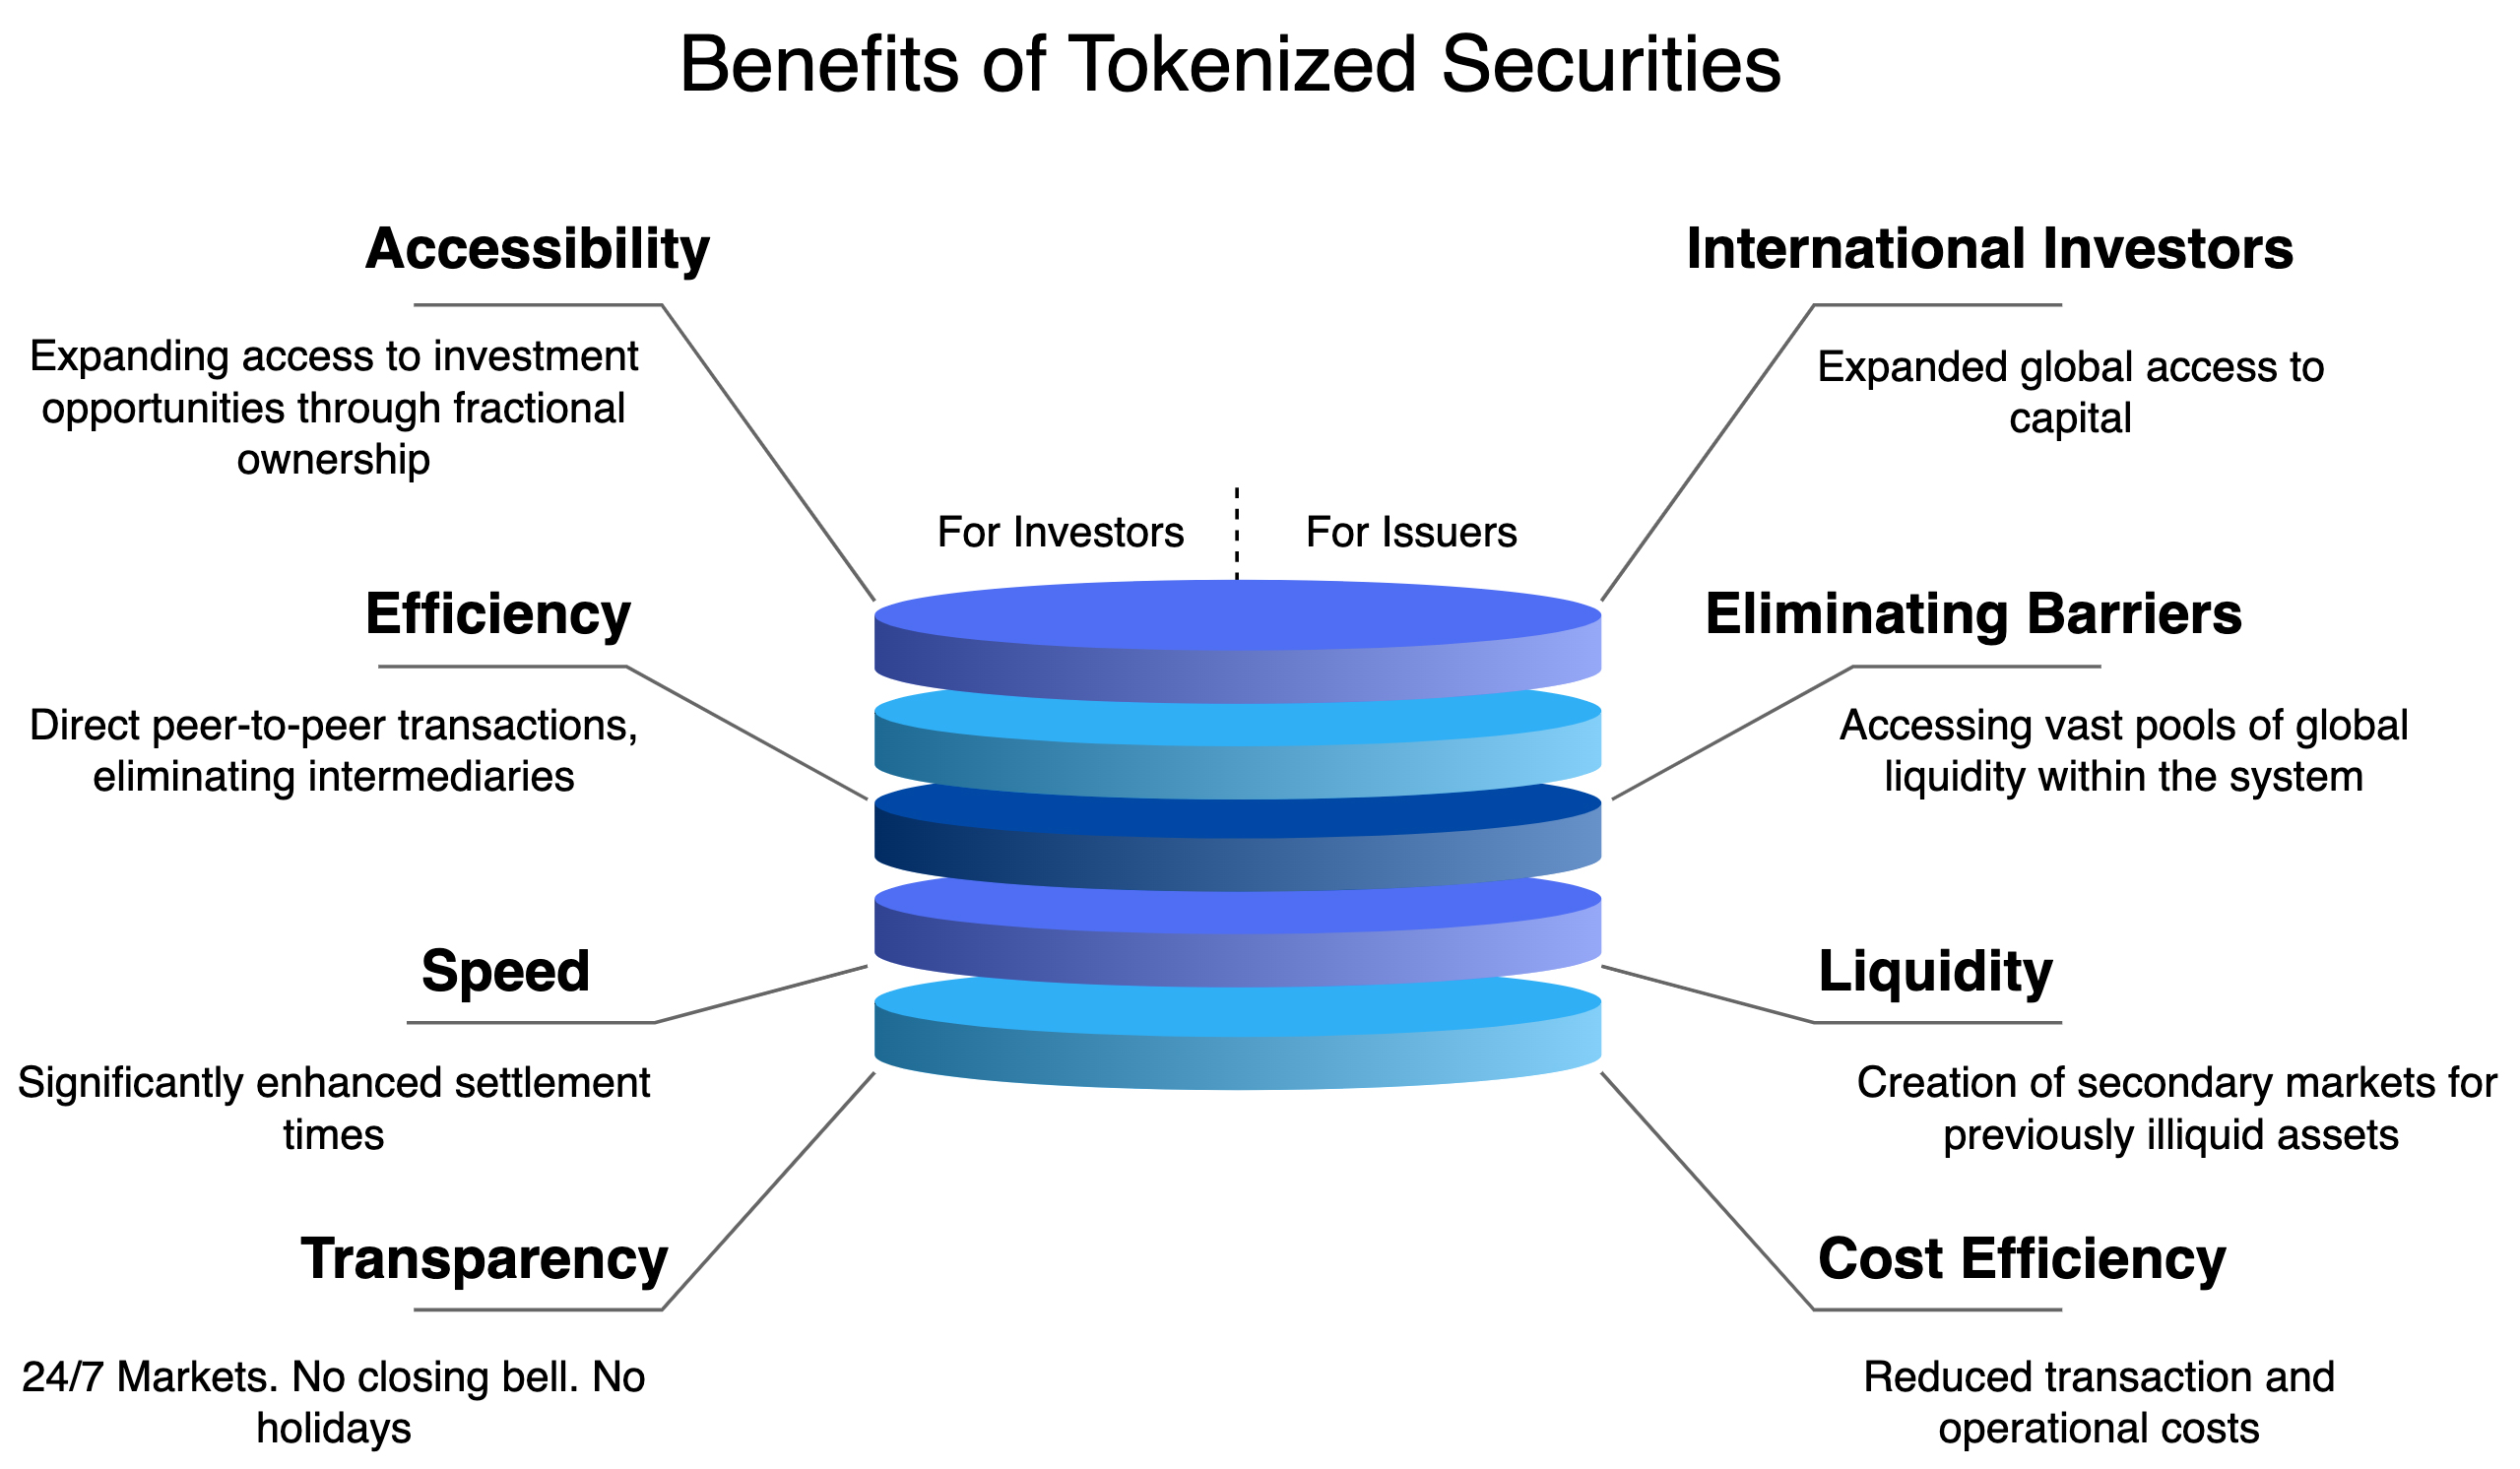 Benefits of Tokenized Securities
Accessibility
Expanding access to investment
opportunities through fractional
ownership
Efficiency
Direct peer-to-peer transactions,
eliminating intermediaries
Speed
Significantly enhanced settlement
times
Transparency
24/7 Markets. No closing bell. No
holidays
For Investors
For Issuers
International Investors
Expanded global access to
capital
Eliminating Barriers
Accessing vast pools of global
liquidity within the system
Liquidity
Creation of secondary markets for
previously illiquid assets
Cost Efficiency
Reduced transaction and
operational costs